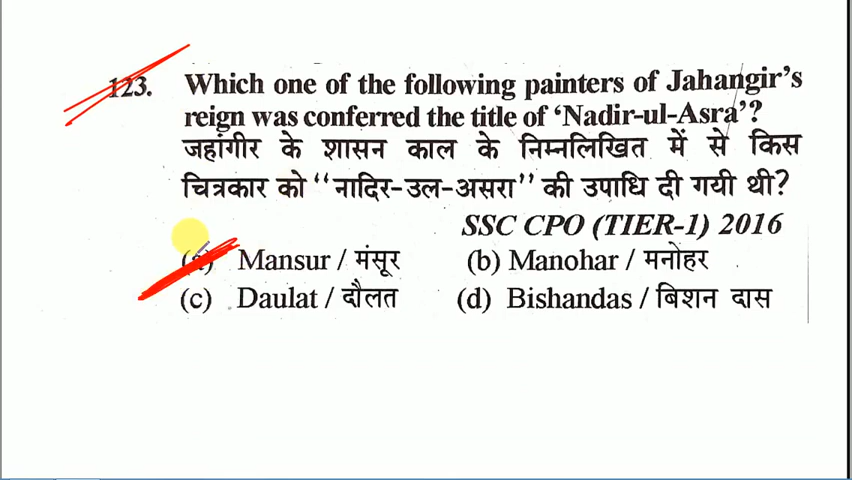 123. Which one of the following painters of Jahangir's
reign was conferred the title of ‘Nadir-ul-Asra’?
जहांगीर के शासन काल के निम्नलिखित में से किस
चित्रकार को “नादिर-उल-असरा” की उपाधि दी गयी थी?
SSC CPO (TIER-1) 2016
(a) Mansur / मंसूर (b) Manohar / मनोहर
(c) Daulat / दौलत (d) Bishandas / बिशन दास